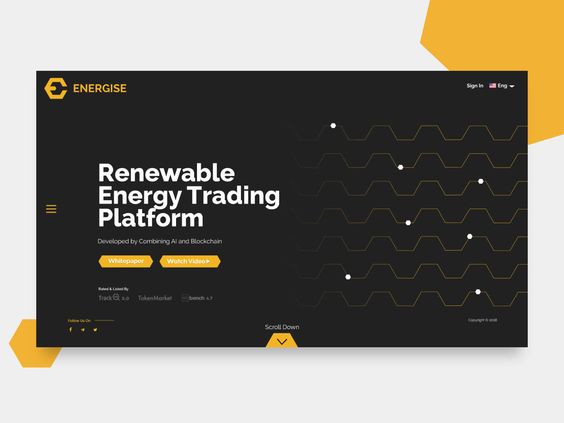 ENERGISE
Sign In
Eng
Renewable
Energy Trading
Platform
Developed by Combining AI and Blockchain
Whitepaper
Watch Video
Rated & Listed By
Track 5.0
TokenMarket
bench 4.7
Follow Us On
Copyright © 2018
Scroll Down